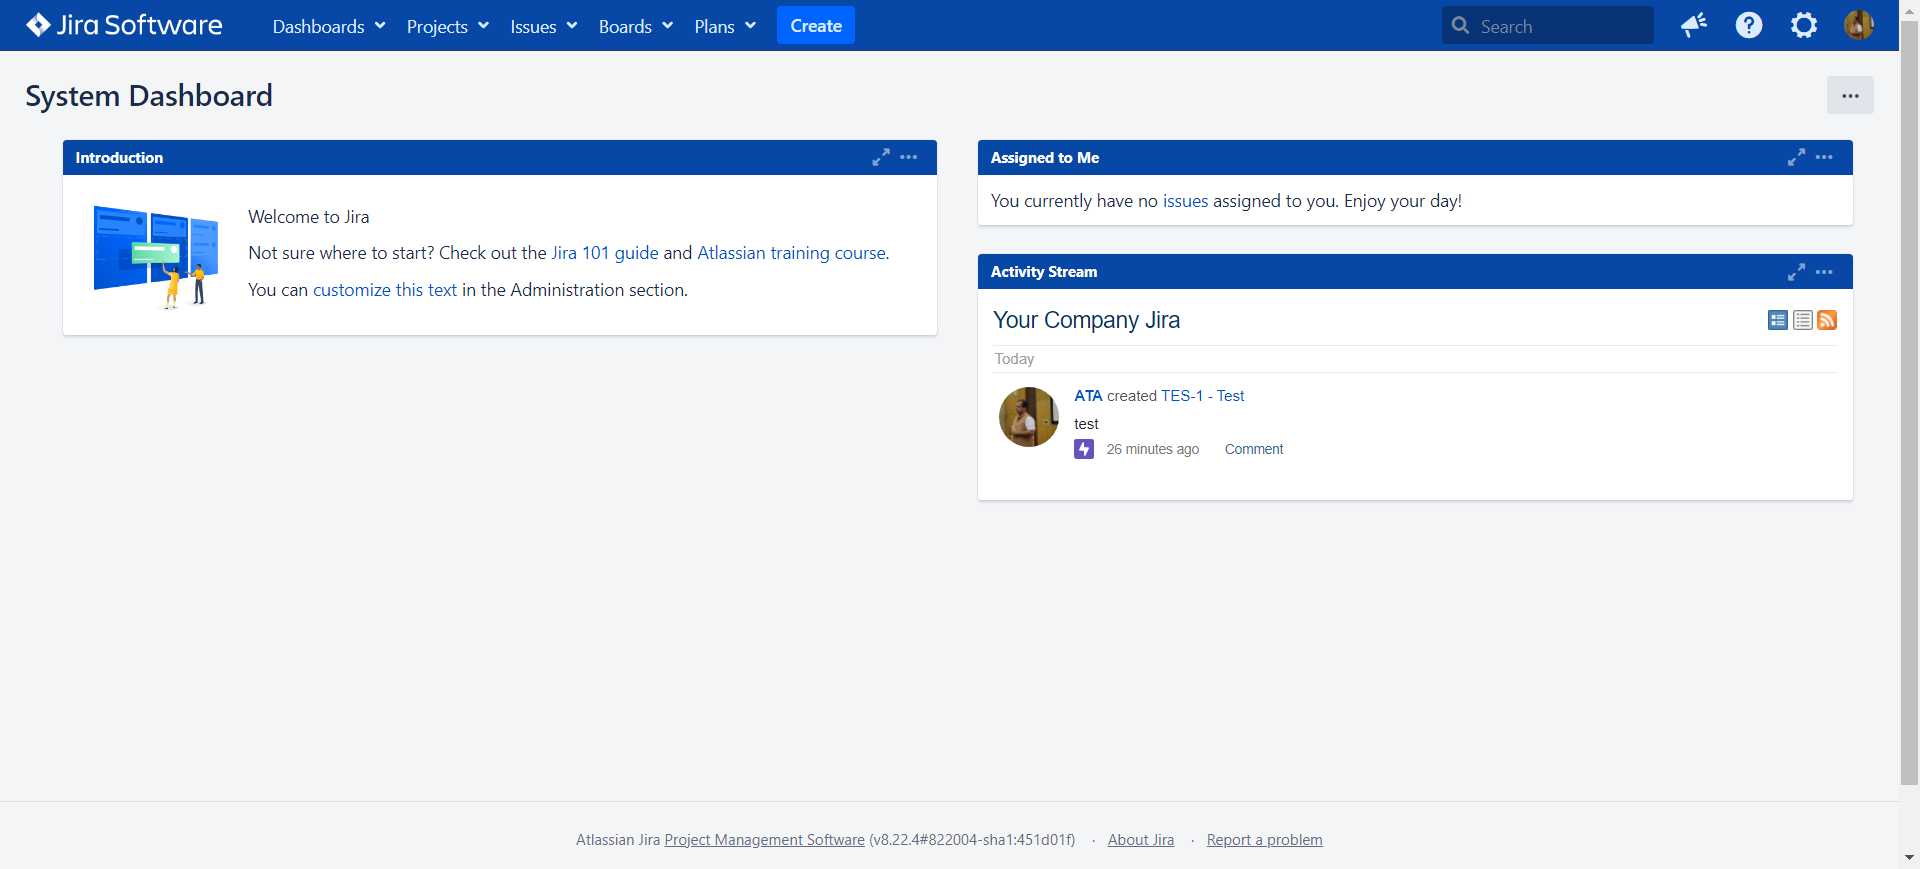 Jira Software
Dashboards Projects Issues Boards Plans Create Search
System Dashboard
Introduction
Welcome to Jira
Not sure where to start? Check out the Jira 101 guide and Atlassian training course.
You can customize this text in the Administration section.
Assigned to Me
You currently have no issues assigned to you. Enjoy your day!
Activity Stream
Your Company Jira
Today
ATA created TES-1 - Test
test
26 minutes ago Comment
Atlassian Jira Project Management Software (v8.22.4#822004-sha1:451d01f) · About Jira · Report a problem